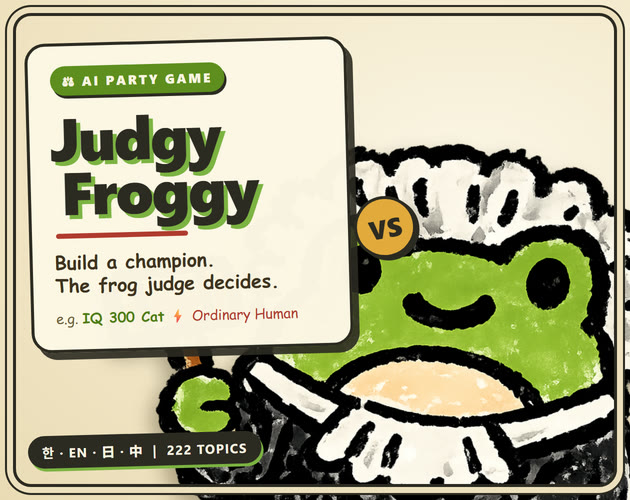 AI PARTY GAME
Judgy
Froggy
VS
Build a champion.
The frog judge decides.
e.g. IQ 300 Cat ⚡ Ordinary Human
한 · EN · 日 · 中 | 222 TOPICS